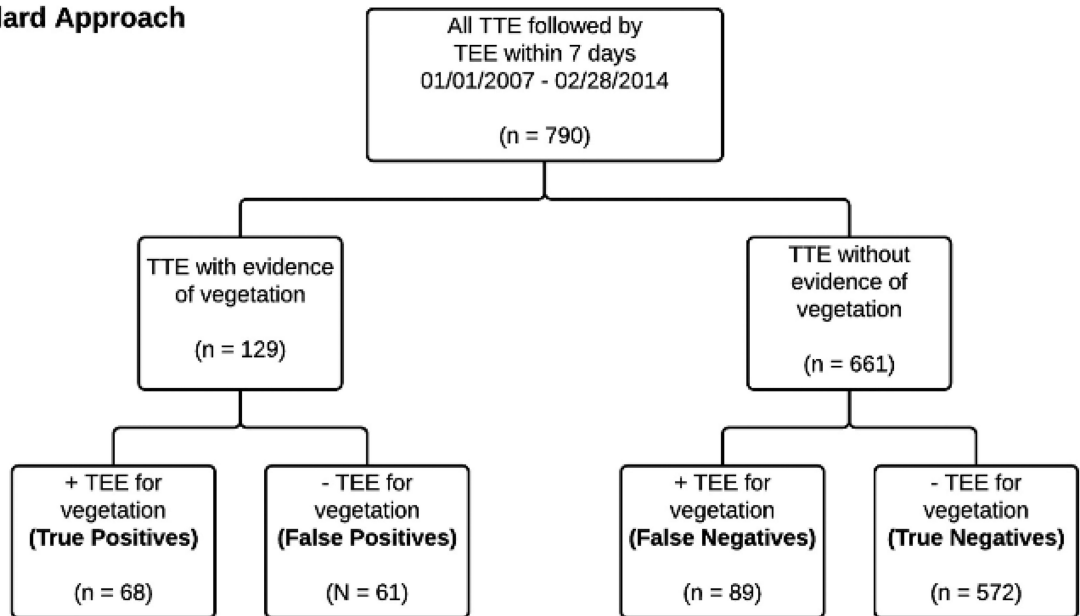 lard Approach
All TTE followed by
TEE within 7 days
01/01/2007 - 02/28/2014
(n = 790)
TTE with evidence
of vegetation
(n = 129)
TTE without
evidence of
vegetation
(n = 661)
+ TEE for
vegetation
(True Positives)
(n = 68)
- TEE for
vegetation
(False Positives)
(N = 61)
+ TEE for
vegetation
(False Negatives)
(n = 89)
- TEE for
vegetation
(True Negatives)
(n = 572)